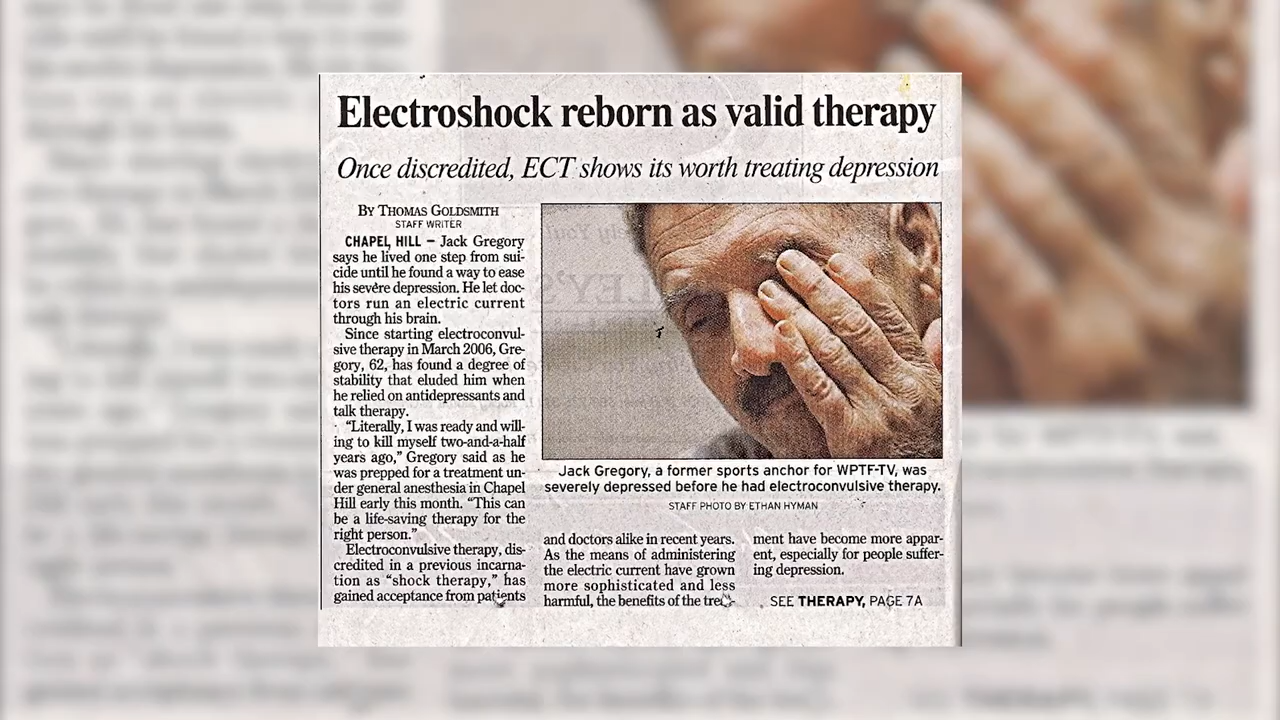 Electroshock reborn as valid therapy
Once discredited, ECT shows its worth treating depression
BY THOMAS GOLDSMITH
STAFF WRITER
CHAPEL HILL – Jack Gregory
says he lived one step from sui-
cide until he found a way to ease
his severe depression. He let doc-
tors run an electric current
through his brain.
Since starting electroconvul-
sive therapy in March 2006, Gre-
gory, 62, has found a degree of
stability that eluded him when
he relied on antidepressants and
talk therapy.
“Literally, I was ready and will-
ing to kill myself two-and-a-half
years ago,” Gregory said as he
was prepped for a treatment un-
der general anesthesia in Chapel
Hill early this month. “This can
be a life-saving therapy for the
right person.”
Electroconvulsive therapy, dis-
credited in a previous incarna-
tion as “shock therapy,” has
gained acceptance from patients
Jack Gregory, a former sports anchor for WPTF-TV, was
severely depressed before he had electroconvulsive therapy.
STAFF PHOTO BY ETHAN HYMAN
and doctors alike in recent years.
As the means of administering
the electric current have grown
more sophisticated and less
harmful, the benefits of the treat-
ment have become more appar-
ent, especially for people suffer-
ing depression.
SEE THERAPY, PAGE 7A